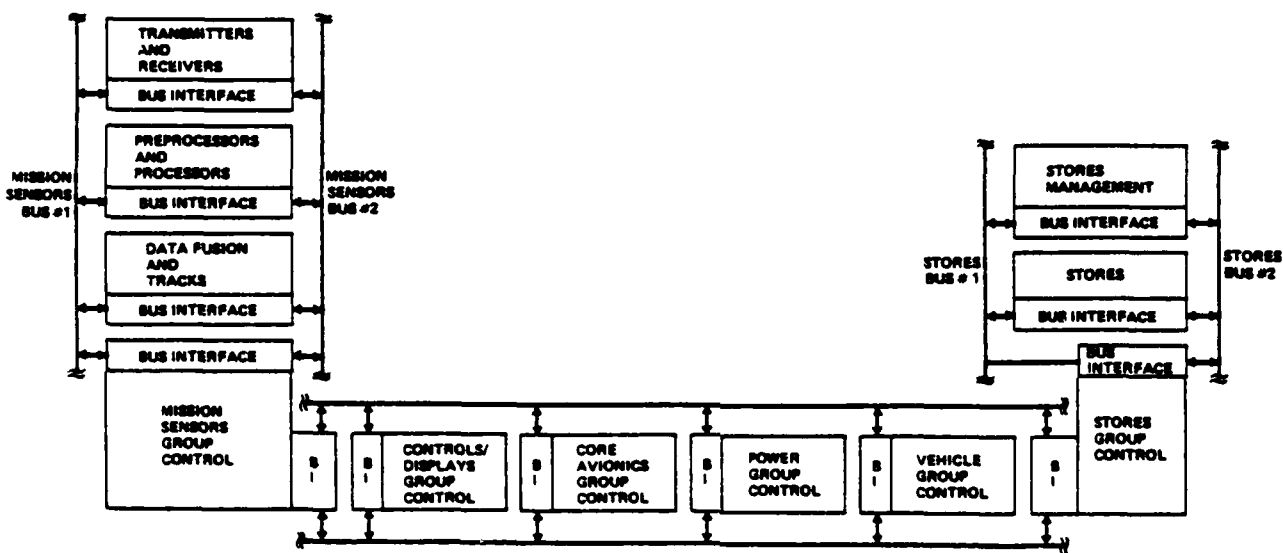 TRANSMITTERS
AND
RECEIVERS
BUS INTERFACE
PREPROCESSORS
AND
PROCESSORS
BUS INTERFACE
MISSION
SENSORS
BUS #1
MISSION
SENSORS
BUS #2
DATA FUSION
AND
TRACKS
BUS INTERFACE
BUS INTERFACE
MISSION
SENSORS
GROUP
CONTROL
B
I
B
I
CONTROLS/
DISPLAYS
GROUP
CONTROL
B
I
CORE
AVIONICS
GROUP
CONTROL
B
I
POWER
GROUP
CONTROL
B
I
VEHICLE
GROUP
CONTROL
B
I
STORES
GROUP
CONTROL
STORES
MANAGEMENT
BUS INTERFACE
STORES
BUS #1
STORES
BUS #2
STORES
BUS INTERFACE
BUS
INTERFACE